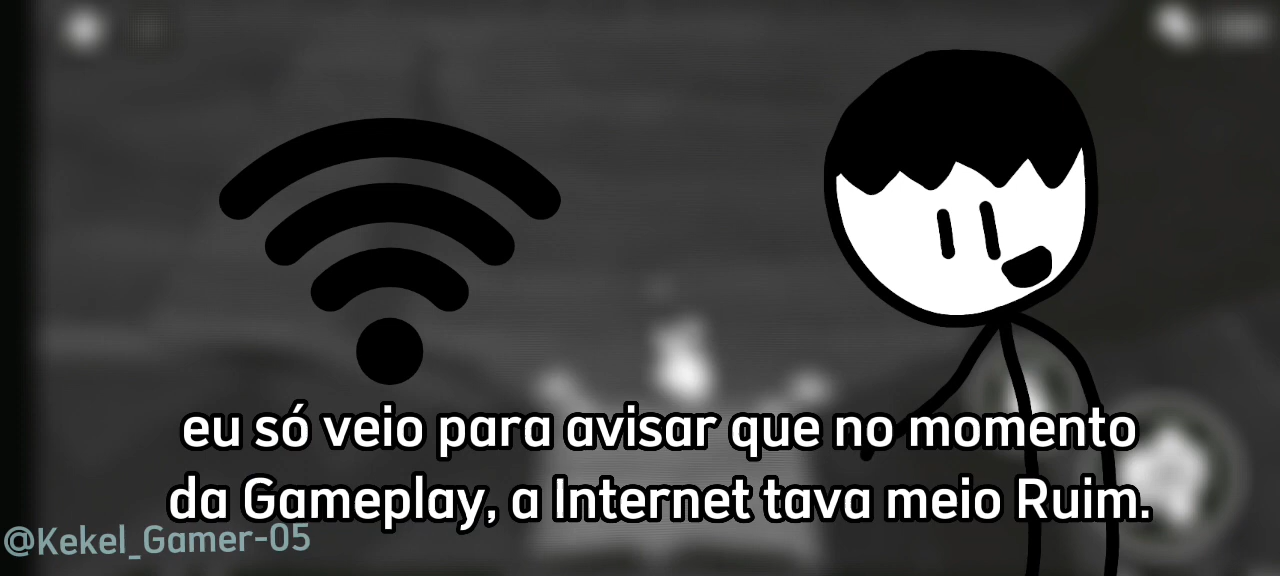 eu só veio para avisar que no momento
da Gameplay, a Internet tava meio Ruim.
@Kekel_Gamer-05